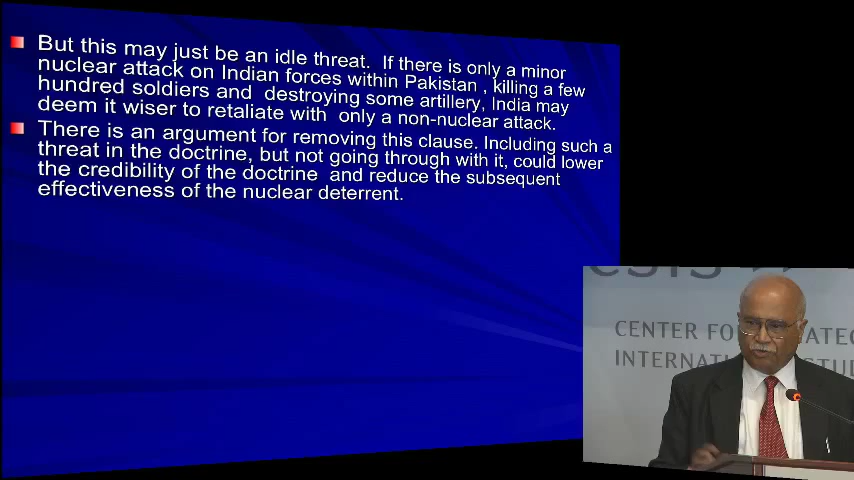 But this may just be an idle threat.  If there is only a minor
nuclear attack on Indian forces within Pakistan , killing a few
hundred soldiers and  destroying some artillery, India may
deem it wiser to retaliate with  only a non-nuclear attack.
There is an argument for removing this clause. Including such a
threat in the doctrine, but not going through with it, could lower
the credibility of the doctrine  and reduce the subsequent
effectiveness of the nuclear deterrent.
CSIS
CENTER FO
INTERNAT